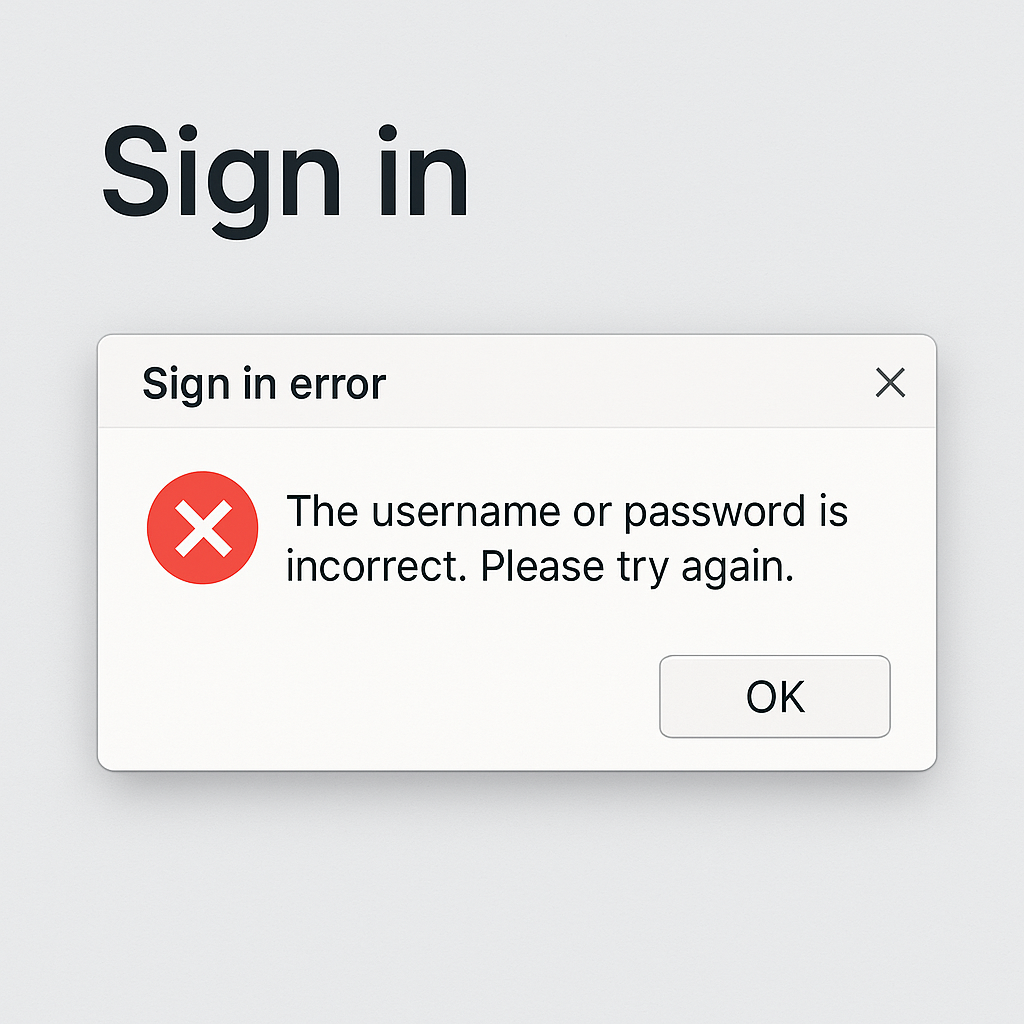 Sign in
Sign in error
The username or password is
incorrect. Please try again.
OK